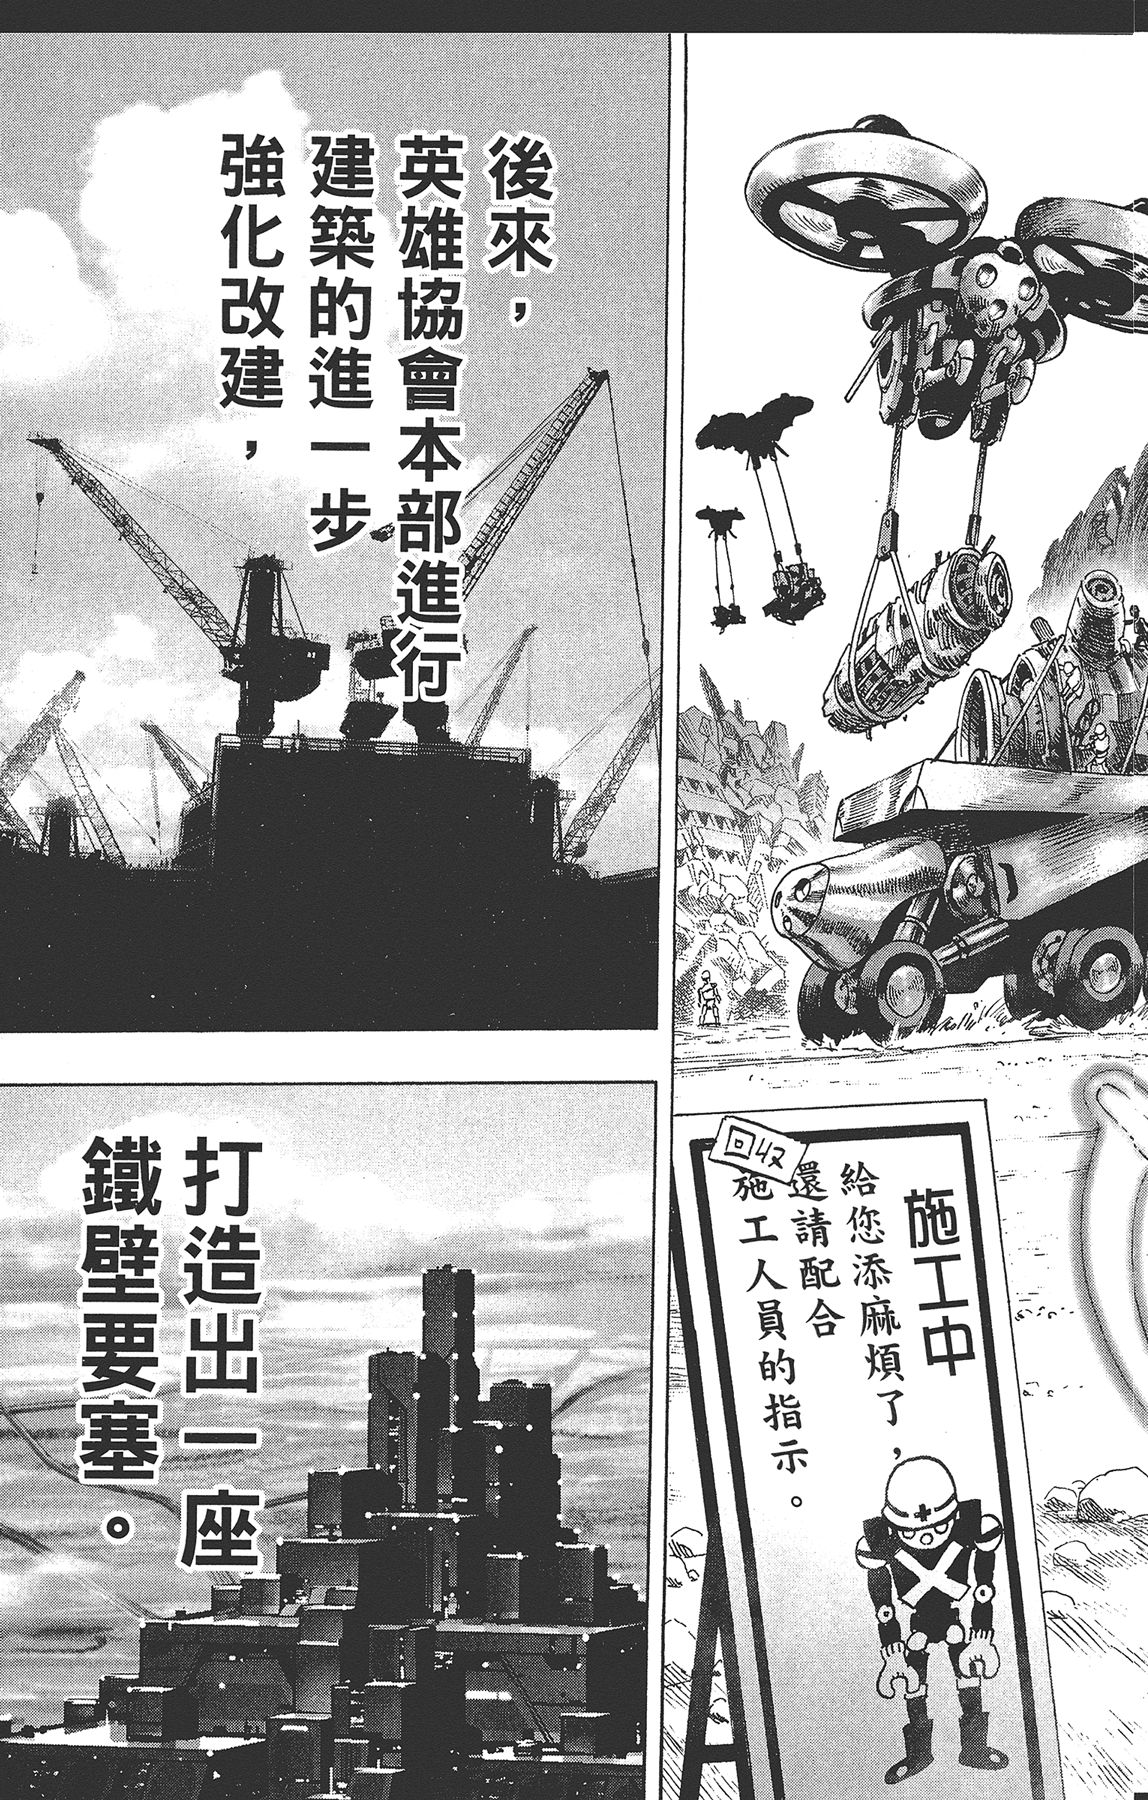 施工中
給您添麻煩了，
還請配合
施工人員的指示。
回收
後來，
英雄協會本部進行
建築的進一步
強化改建，
打造出一座
鐵壁要塞。